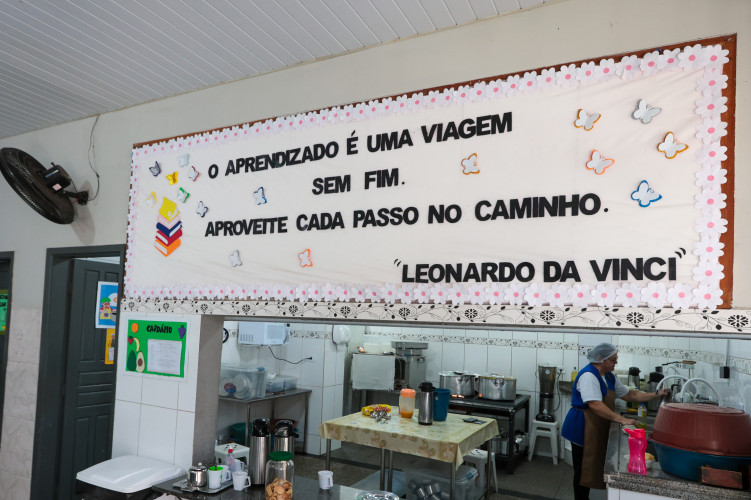 O APRENDIZADO É UMA VIAGEM
SEM FIM.
APROVEITE CADA PASSO NO CAMINHO.
"LEONARDO DA VINCI"
CARDÁPIO